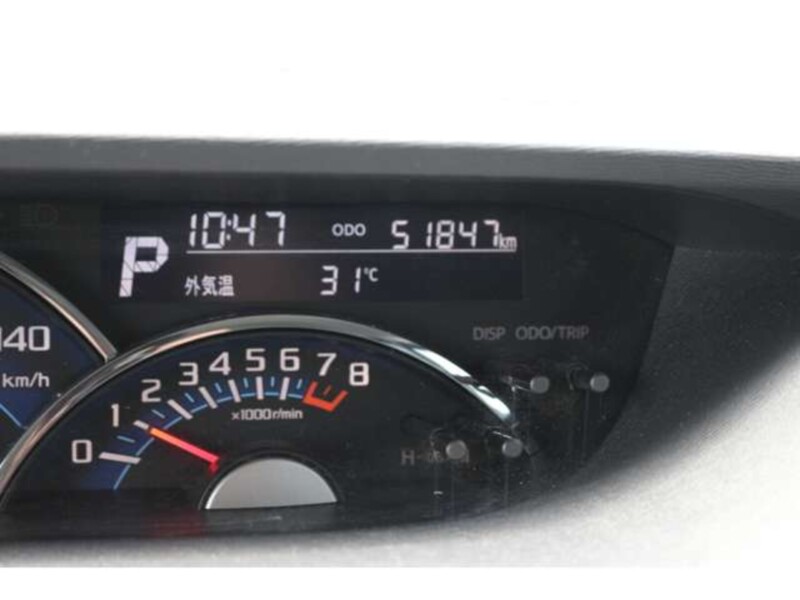 P 10:47 ODO 51847km
外気温 31℃
DISP ODO/TRIP
140
km/h
0 1 2 3 4 5 6 7 8
x1000r/min